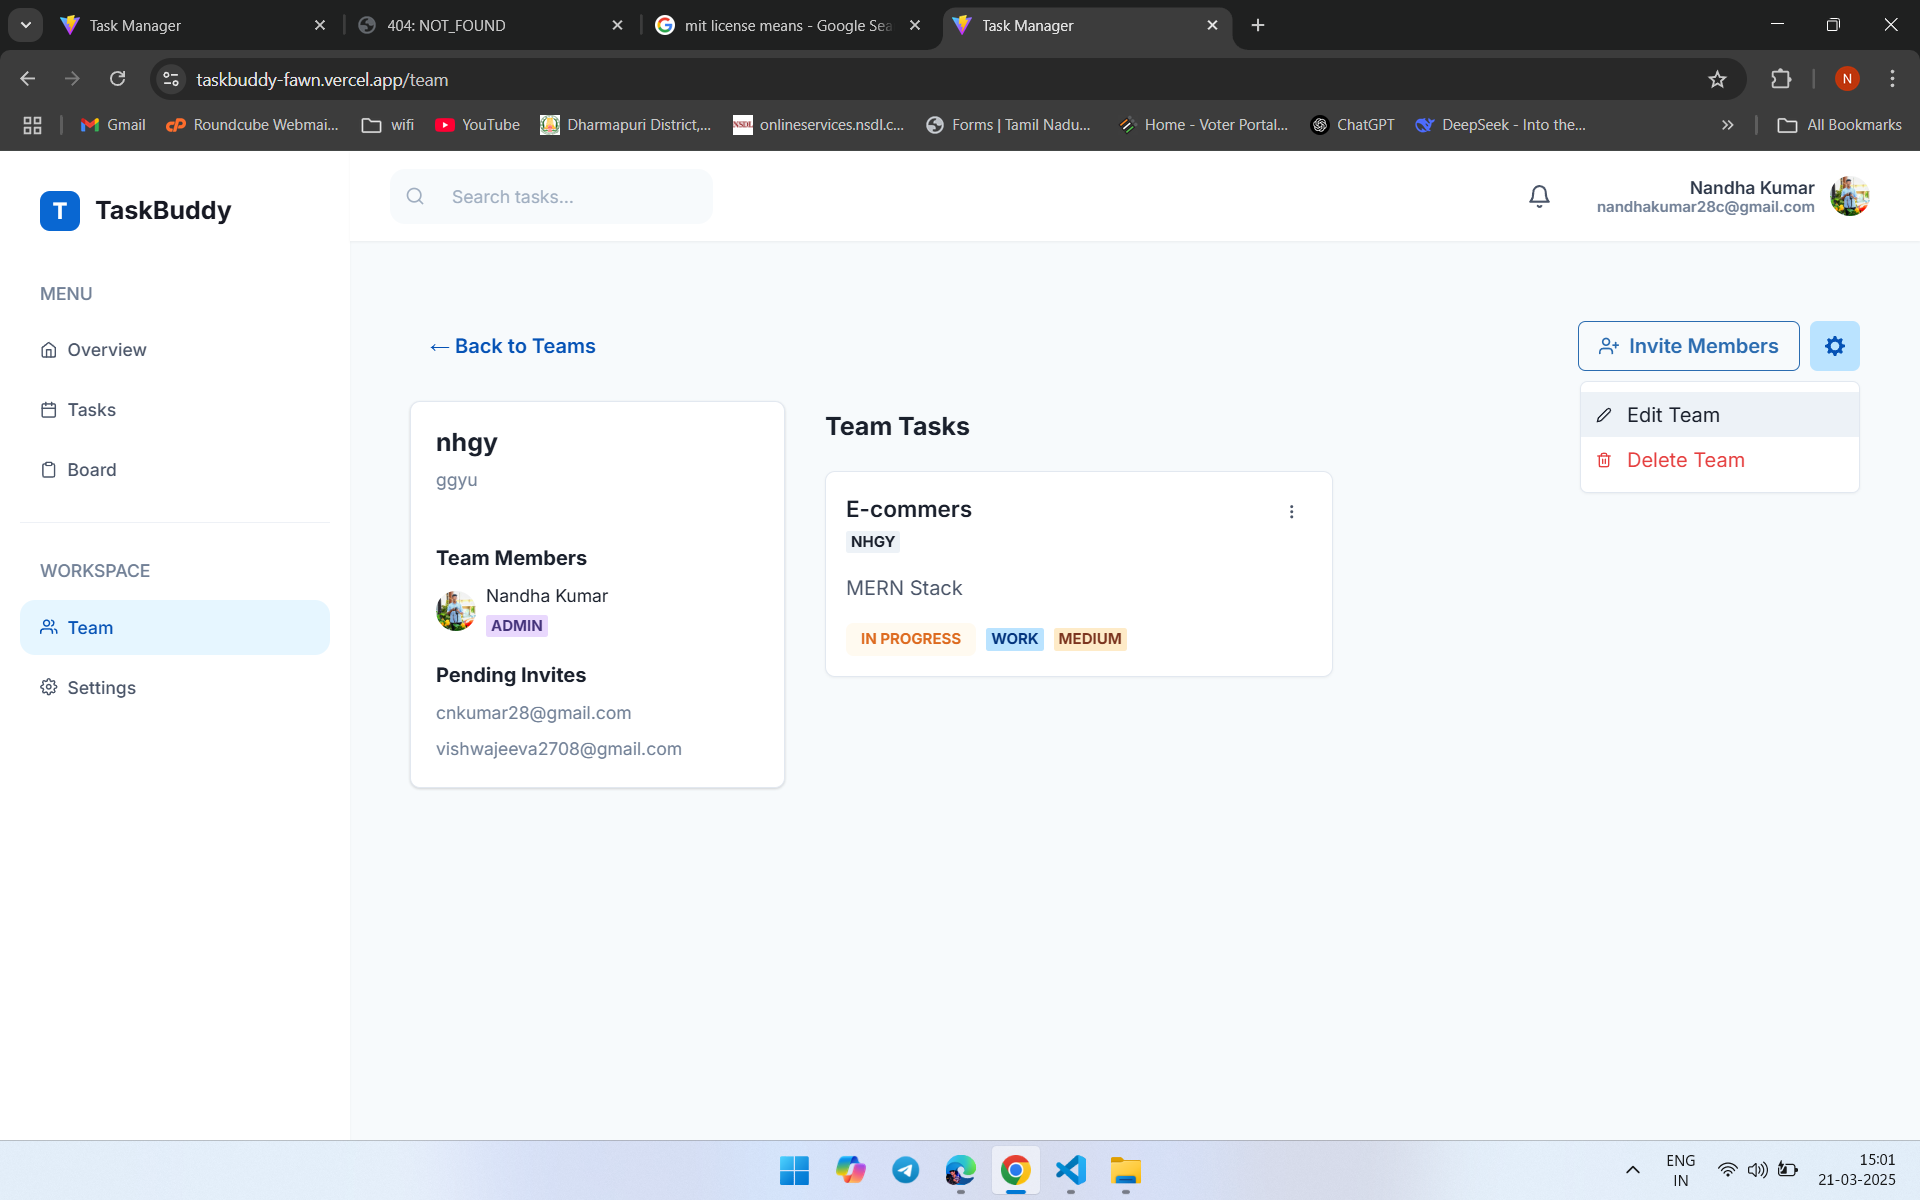 Task Manager
404: NOT_FOUND
mit license means - Google Sea
Task Manager
taskbuddy-fawn.vercel.app/team
N
Gmail
Roundcube Webmai...
wifi
YouTube
Dharmapuri District,...
NSDL
onlineservices.nsdl.c...
Forms | Tamil Nadu...
Home - Voter Portal...
ChatGPT
DeepSeek - Into the...
All Bookmarks
T
TaskBuddy
Search tasks...
Nandha Kumar
nandhakumar28c@gmail.com
MENU
Overview
Tasks
Board
WORKSPACE
Team
Settings
← Back to Teams
Invite Members
Edit Team
Delete Team
nhgy
ggyu
Team Members
Nandha Kumar
ADMIN
Pending Invites
cnkumar28@gmail.com
vishwajeeva2708@gmail.com
Team Tasks
E-commers
NHGY
MERN Stack
IN PROGRESS WORK MEDIUM
ENG
IN
15:01
21-03-2025